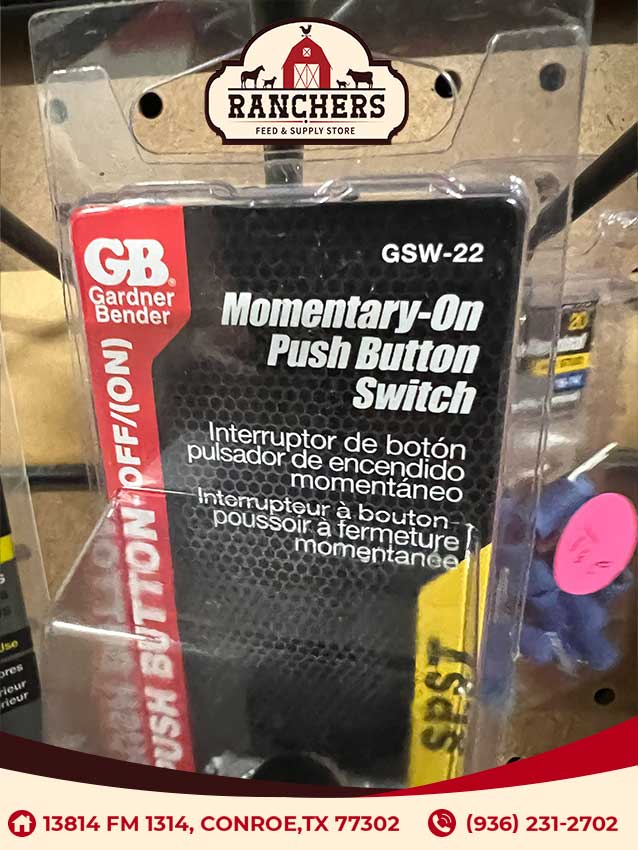 RANCHERS
FEED & SUPPLY STORE
GSW-22
GB®
Gardner
Bender
Momentary-On
Push Button
Switch
Interruptor de botón
pulsador de encendido
momentáneo
Interrupteur à bouton-
poussoir à fermeture
momentanée
PUSH BUTTON-OFF/(ON)
SPST
20
13814 FM 1314, CONROE,TX 77302
(936) 231-2702